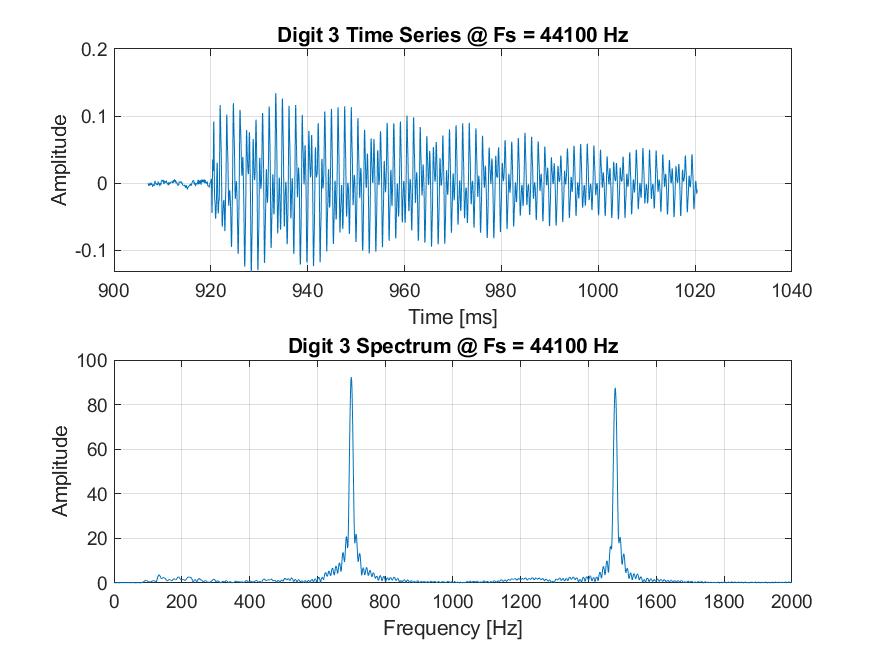 Digit 3 Time Series @ Fs = 44100 Hz
0.2
0.1
0
-0.1
Amplitude
900 920 940 960 980 1000 1020 1040
Time [ms]
Digit 3 Spectrum @ Fs = 44100 Hz
100
80
60
40
20
0
Amplitude
0 200 400 600 800 1000 1200 1400 1600 1800 2000
Frequency [Hz]